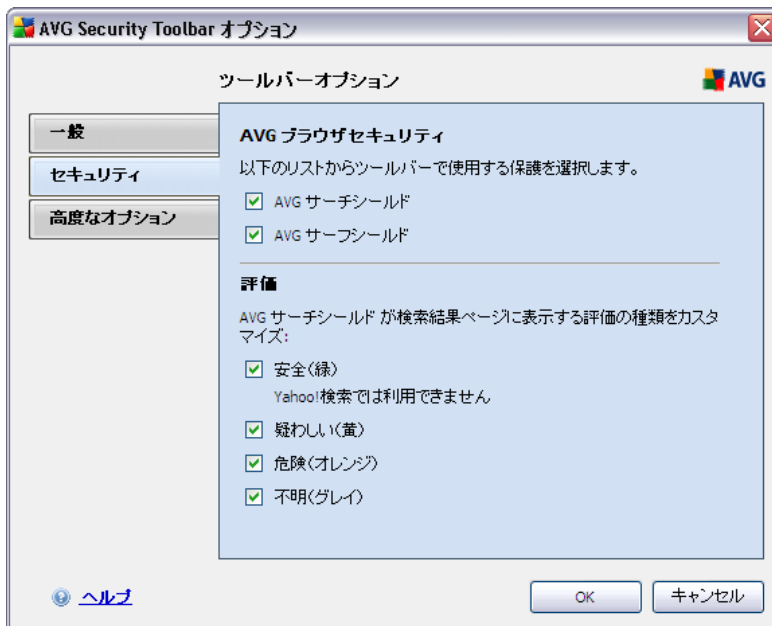 AVG Security Toolbar オプション
ツールバーオプション
AVG
一般
セキュリティ
高度なオプション
AVG ブラウザセキュリティ
以下のリストからツールバーで使用する保護を選択します。
AVG サーチシールド
AVG サーフシールド
評価
AVG サーチシールド が検索結果ページに表示する評価の種類をカスタ
マイズ:
安全(緑)
Yahoo!検索では利用できません
疑わしい(黄)
危険(オレンジ)
不明(グレイ)
ヘルプ
OK
キャンセル